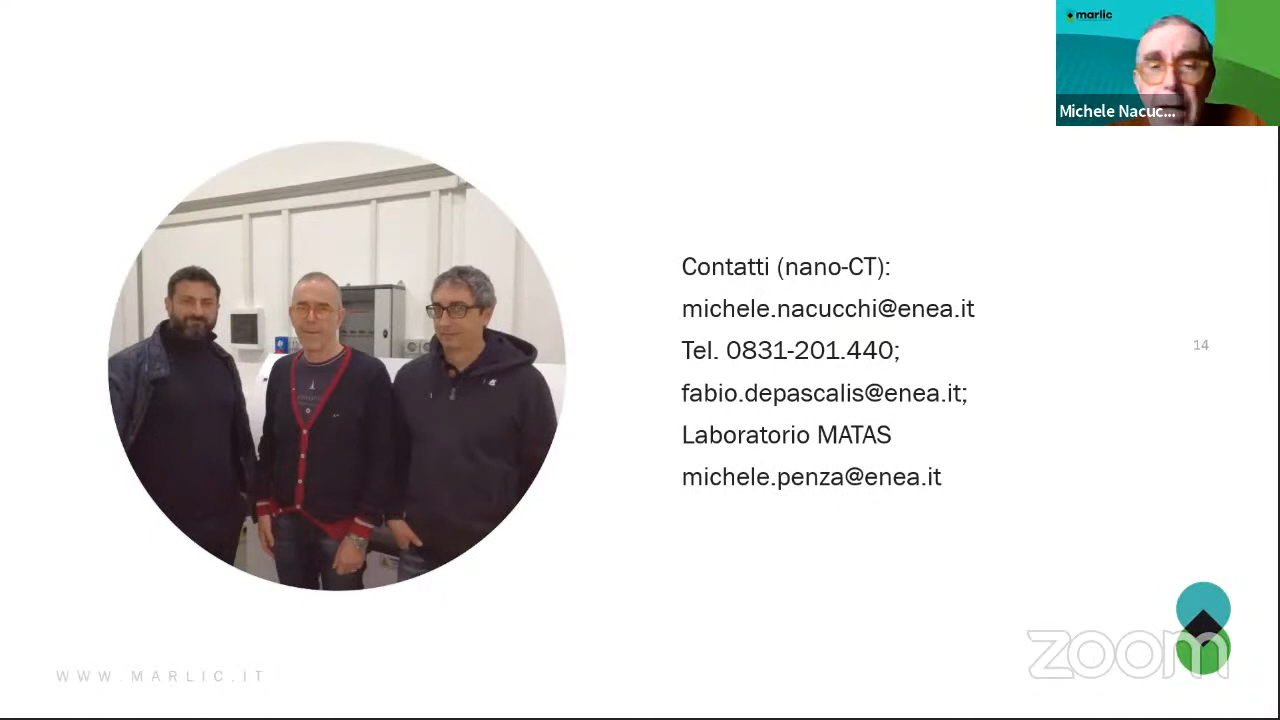 marlic
Michele Nacuc...
Contatti (nano-CT):
michele.nacucchi@enea.it
Tel. 0831-201.440;
14
fabio.depascalis@enea.it;
Laboratorio MATAS
michele.penza@enea.it
zoom
WWW.MARLIC.IT